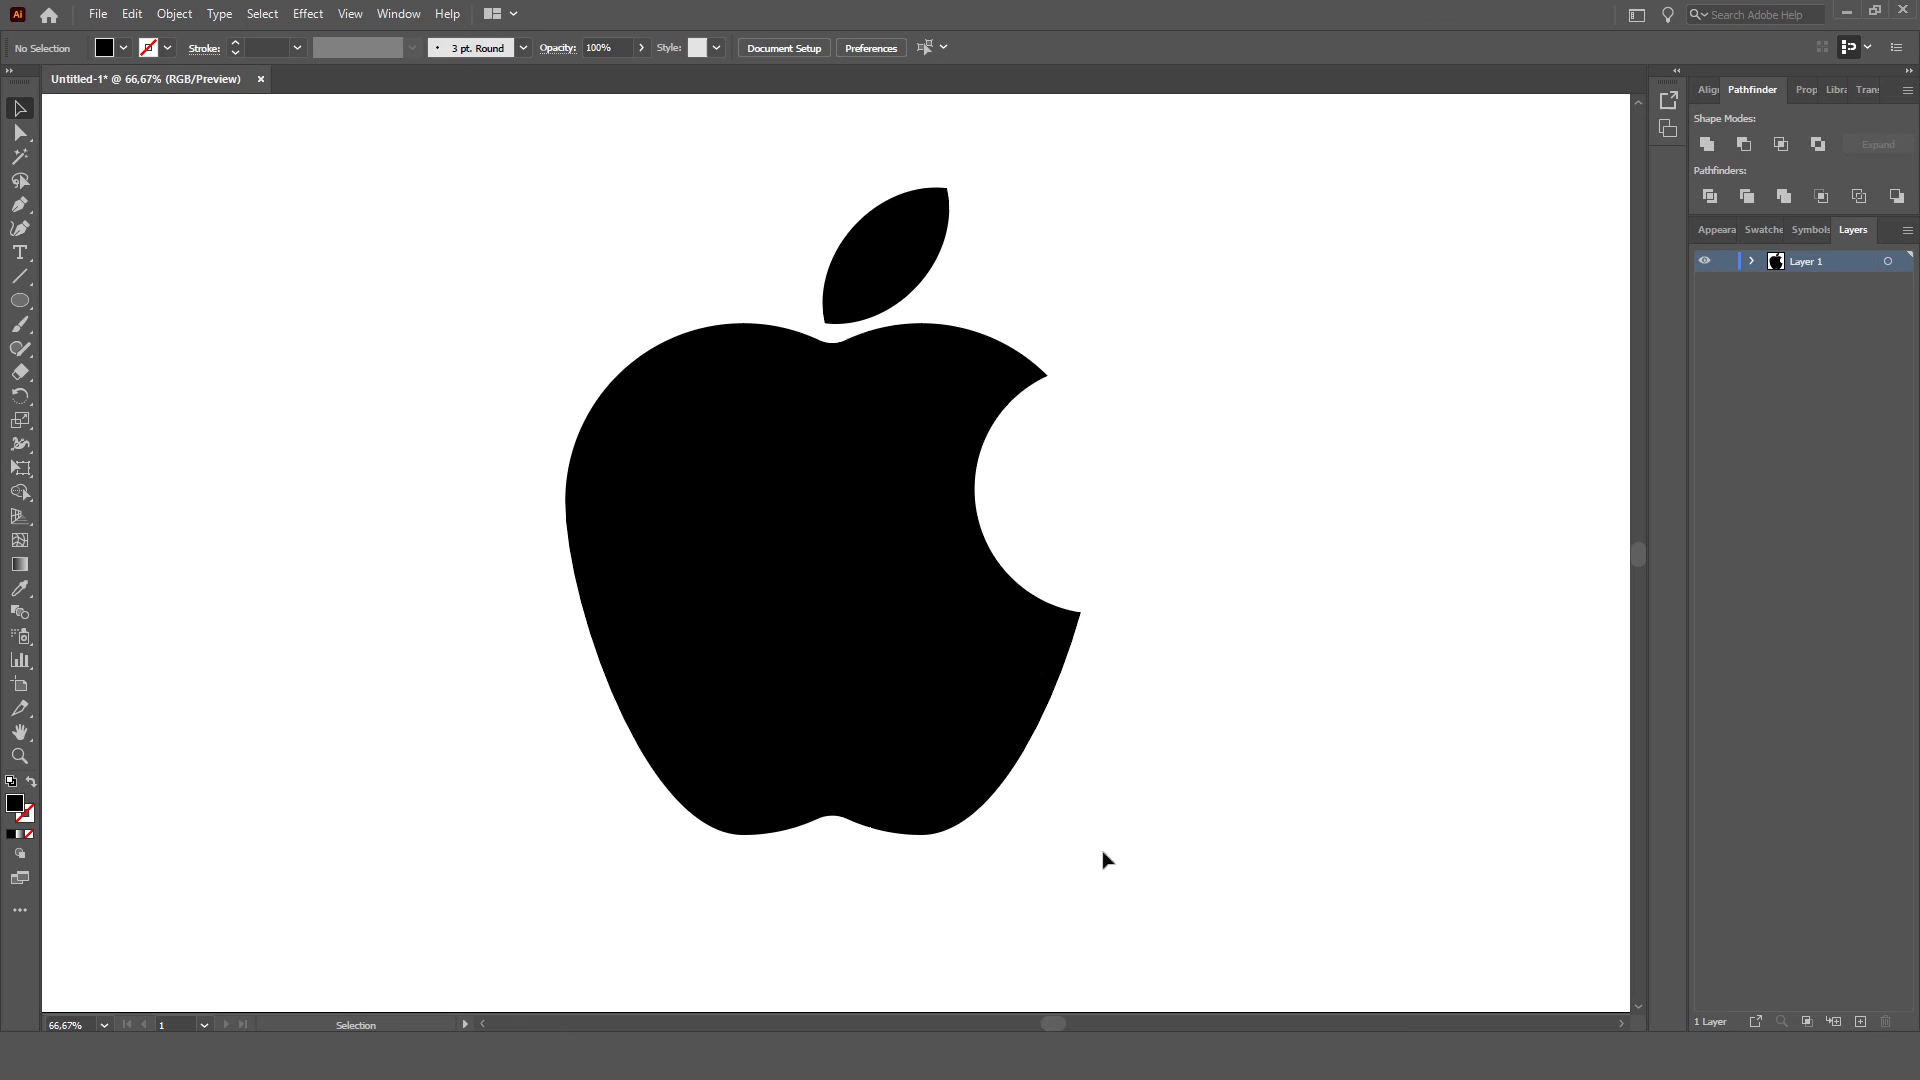 Ai File Edit Object Type Select Effect View Window Help Search Adobe Help
No Selection Stroke: 3 pt. Round Opacity: 100% Style: Document Setup Preferences
Untitled-1* @ 66,67% (RGB/Preview)
Alig Pathfinder Prop Libra Tran
Shape Modes:
Expand
Pathfinders:
Appeara Swatche Symbols Layers
Layer 1
T
66,67% 1 Selection
1 Layer